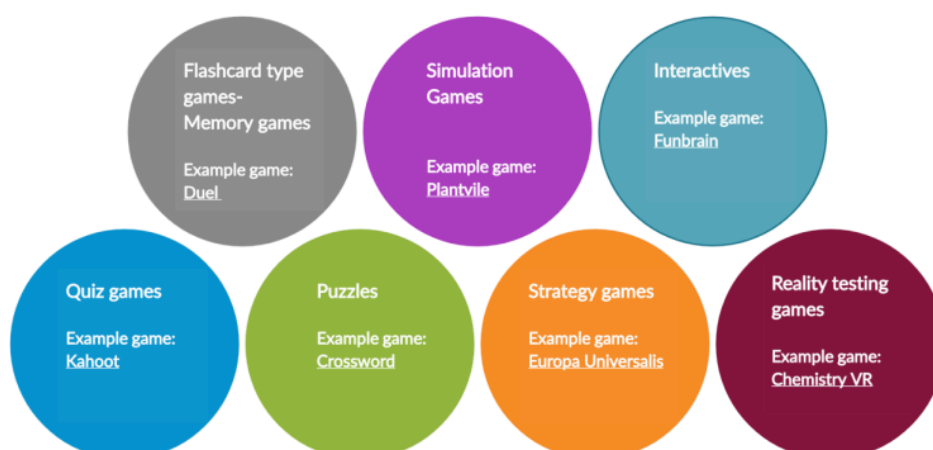 Flashcard type
games-
Memory games
Example game:
Duel
Simulation
Games
Example game:
Plantvile
Interactives
Example game:
Funbrain
Quiz games
Example game:
Kahoot
Puzzles
Example game:
Crossword
Strategy games
Example game:
Europa Universalis
Reality testing
games
Example game:
Chemistry VR